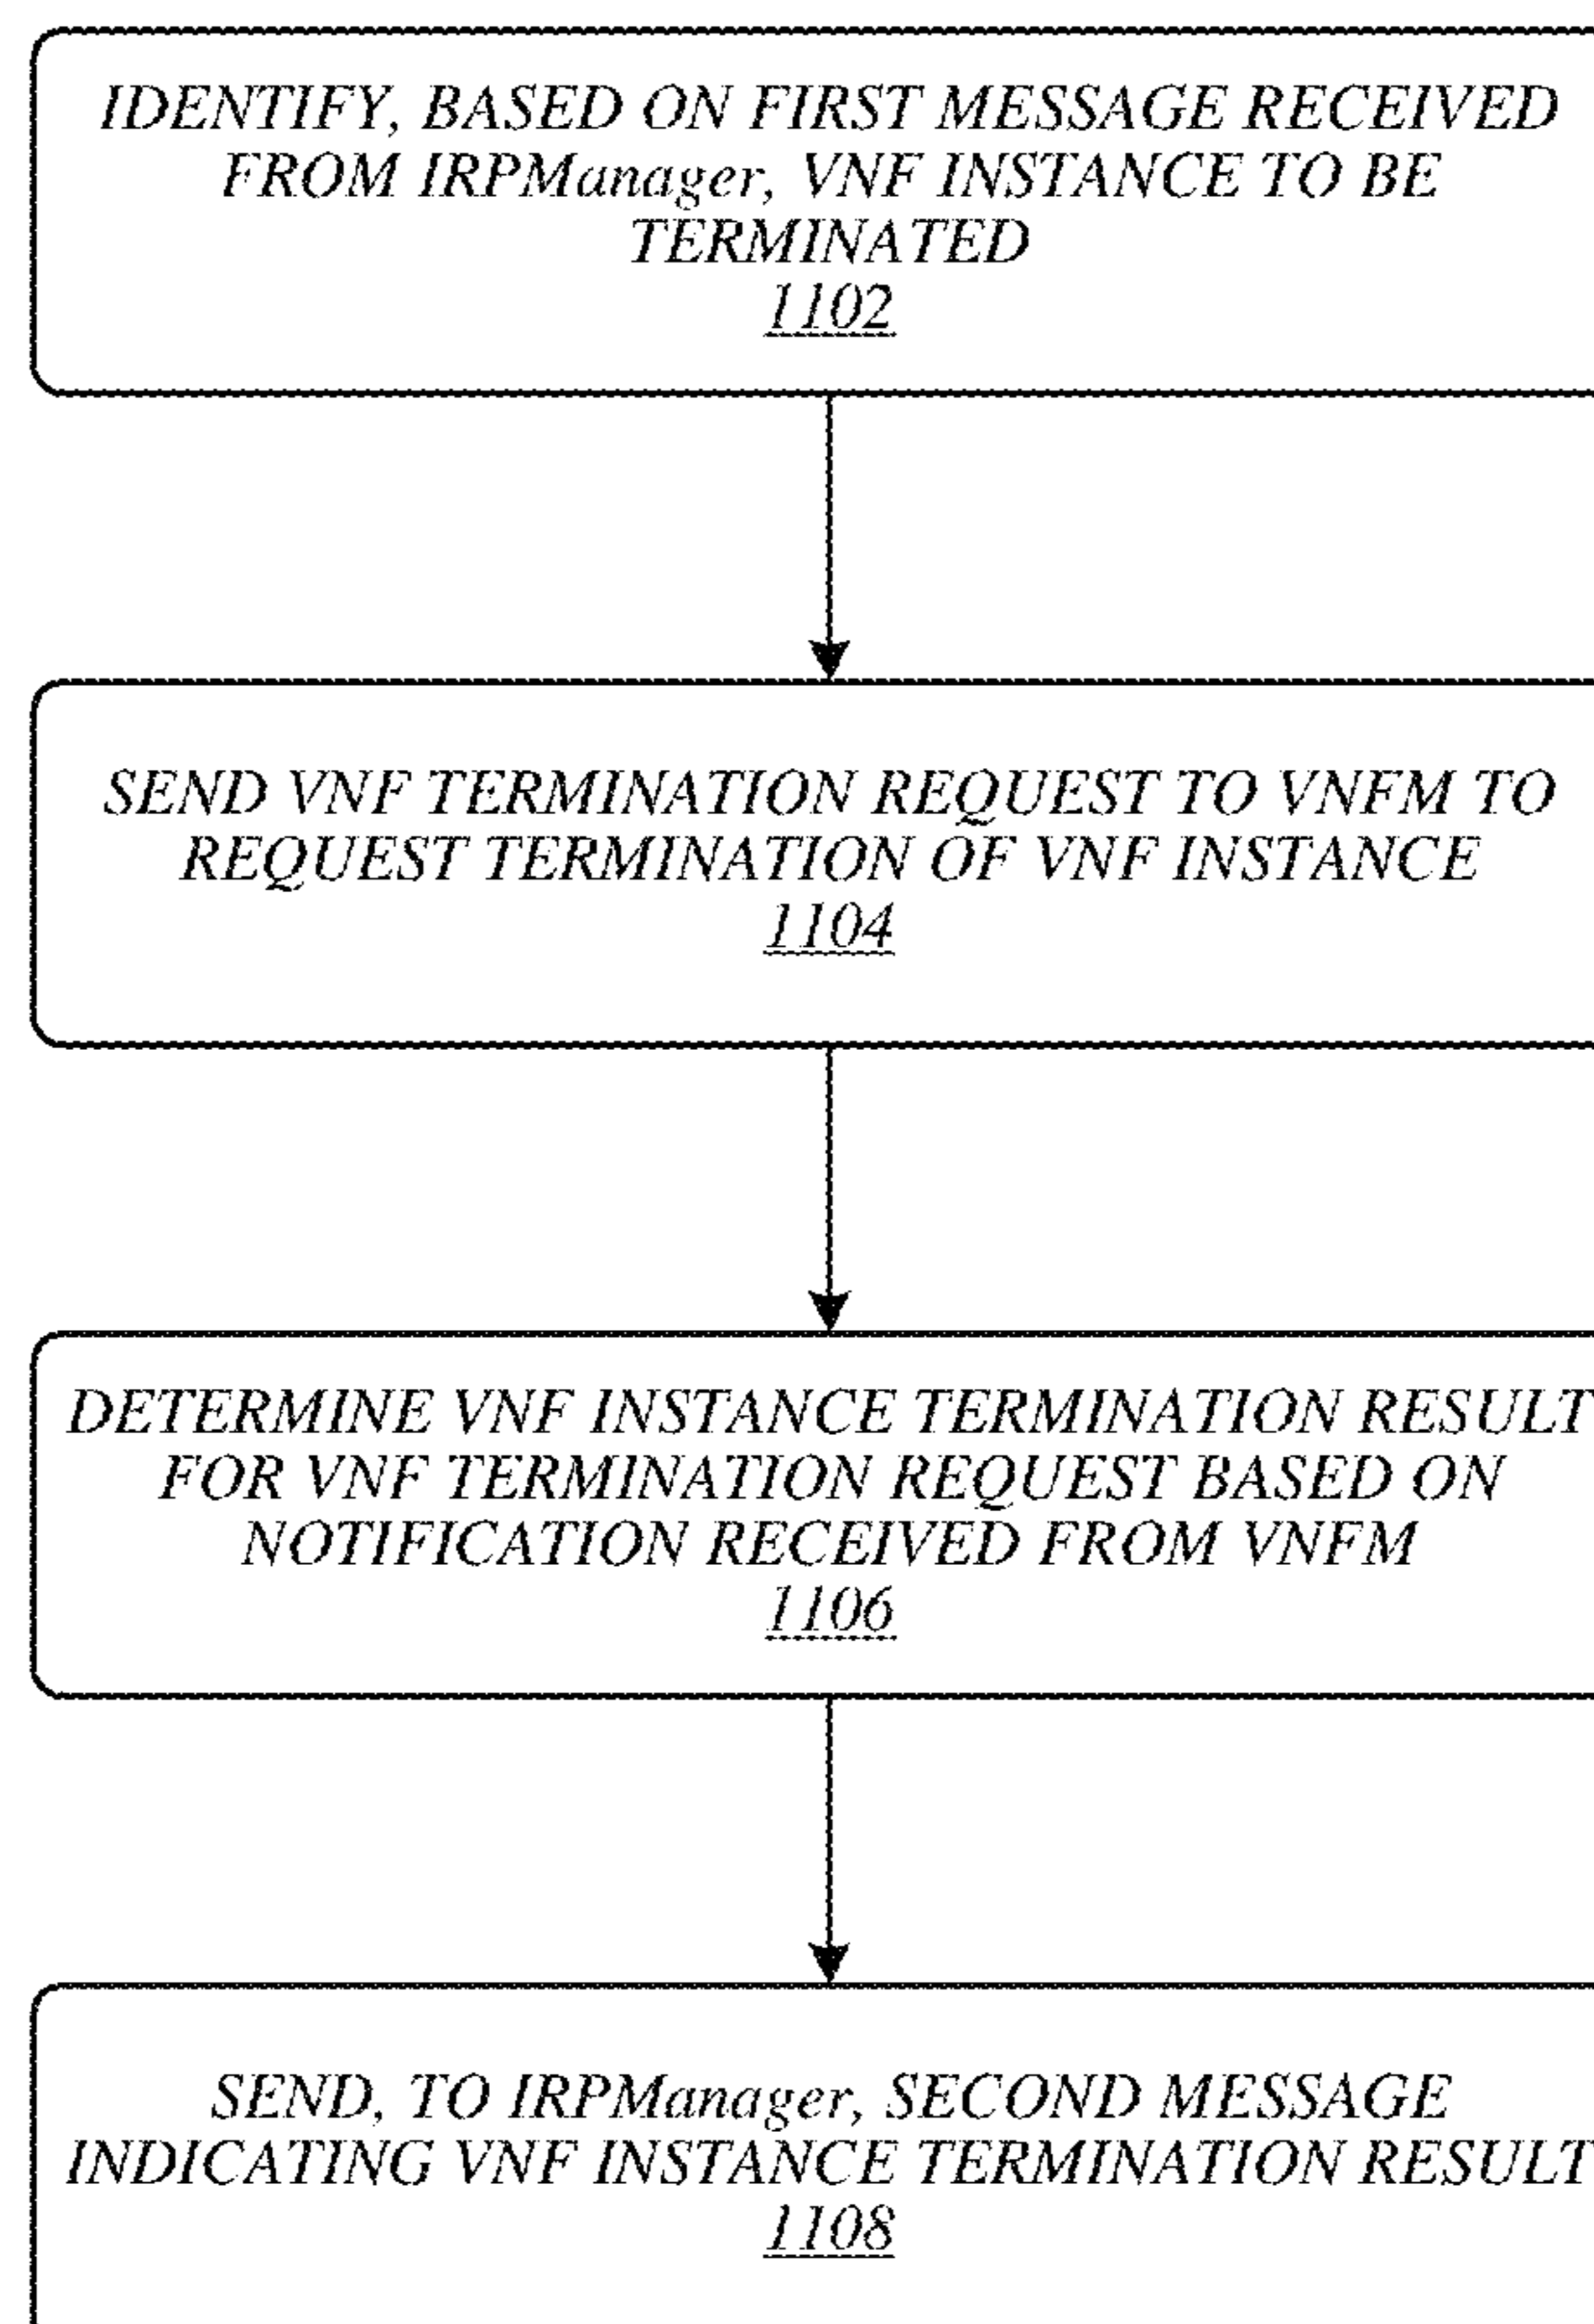 IDENTIFY, BASED ON FIRST MESSAGE RECEIVED
FROM IRPManager, VNF INSTANCE TO BE
TERMINATED
1102
SEND VNF TERMINATION REQUEST TO VNFM TO
REQUEST TERMINATION OF VNF INSTANCE
1104
DETERMINE VNF INSTANCE TERMINATION RESULT
FOR VNF TERMINATION REQUEST BASED ON
NOTIFICATION RECEIVED FROM VNFM
1106
SEND, TO IRPManager, SECOND MESSAGE
INDICATING VNF INSTANCE TERMINATION RESULT
1108